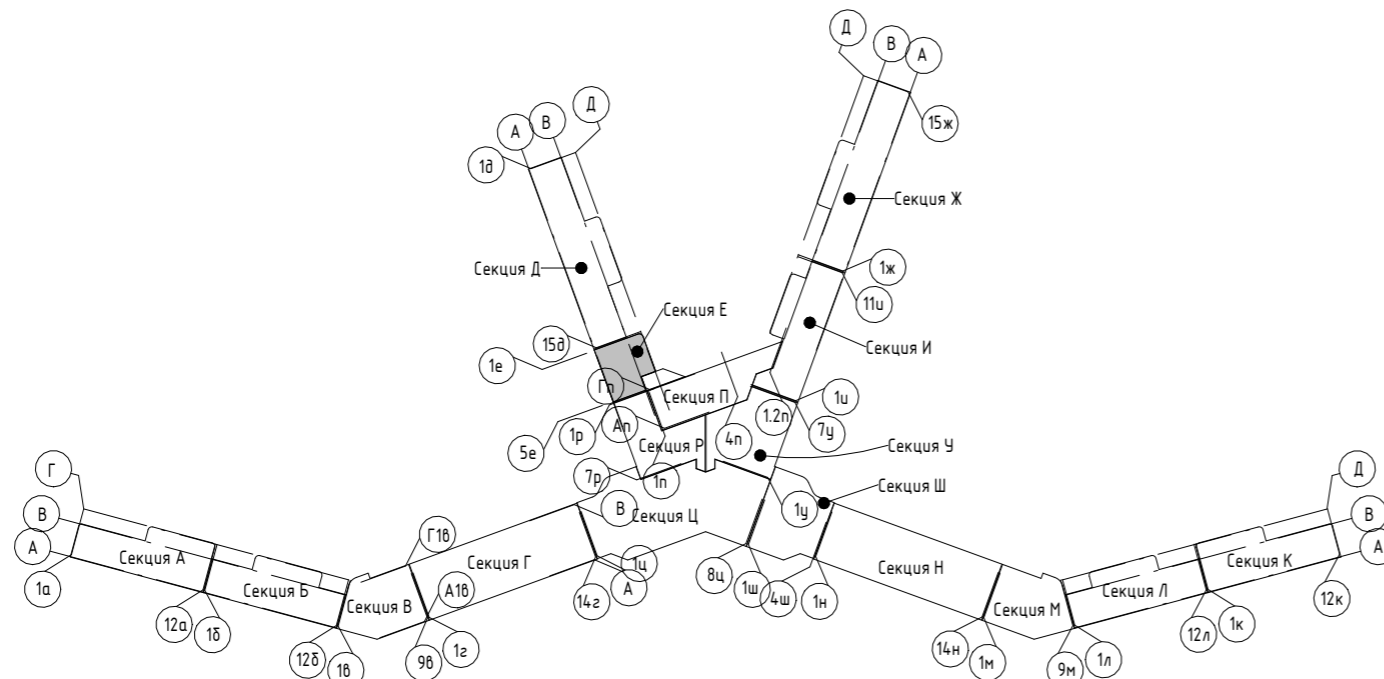 Д
В
А
15ж
Д
В
А
1д
Секция Ж
Секция Д
1ж
11и
Секция Е
15д
1е
Секция И
Гп
Секция П
1и
1.2п
7у
Ап
4п
1р
5е
Секция Р
Секция У
7р
1п
Секция Ш
1у
В
Секция Ц
Г
В
А
1а
Секция А
12а
1б
Секция Б
12б
1в
Секция В
Г1в
А1в
9в
1г
Секция Г
14г
1ц
А
8ц
1ш
4ш
1н
Секция Н
14н
1м
Секция М
9м
1л
Секция Л
12л
1к
Секция К
12к
Д
В
А